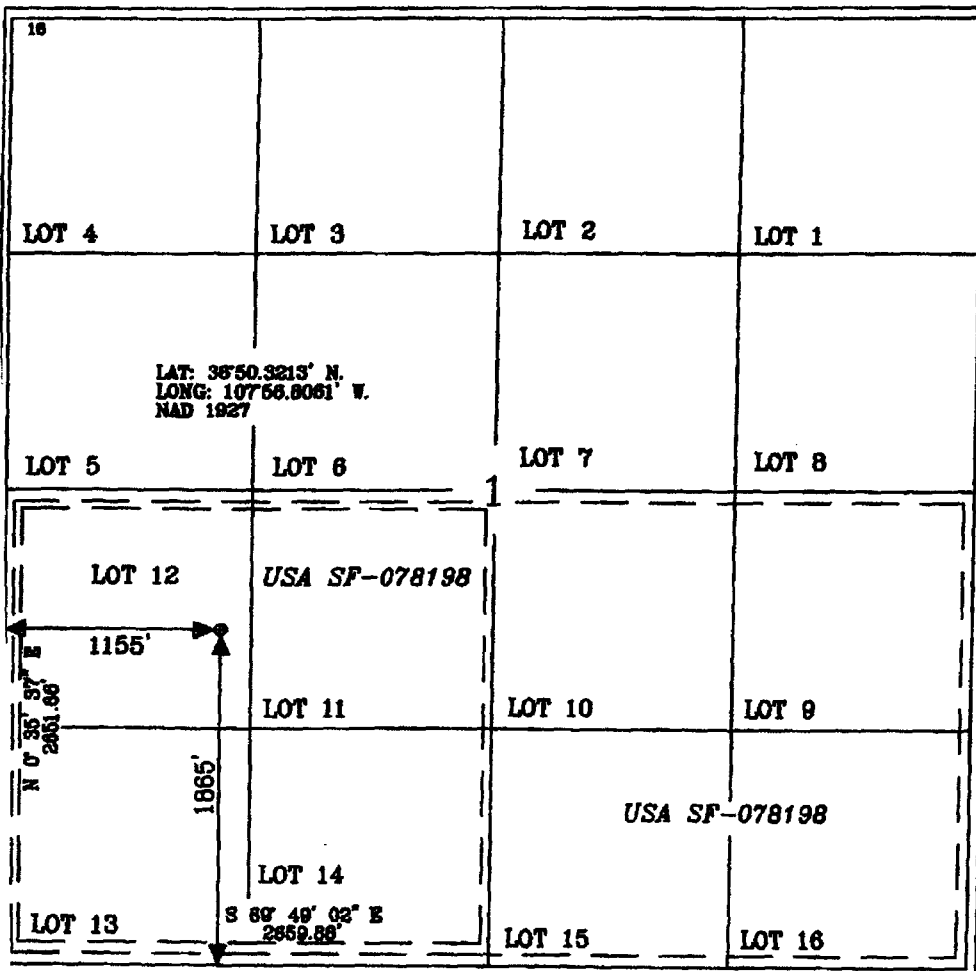 16
LOT 4 LOT 3 LOT 2 LOT 1
LAT: 36°50.3213' N.
LONG: 107°56.8061' W.
NAD 1927
LOT 5 LOT 6 LOT 7 LOT 8
1
LOT 12 USA SF-078198
1155'
N 0° 35' 37" E
2651.66'
LOT 11 LOT 10 LOT 9
1865'
USA SF-078198
LOT 14
LOT 13 S 89° 49' 02" E
2659.86'
LOT 15 LOT 16